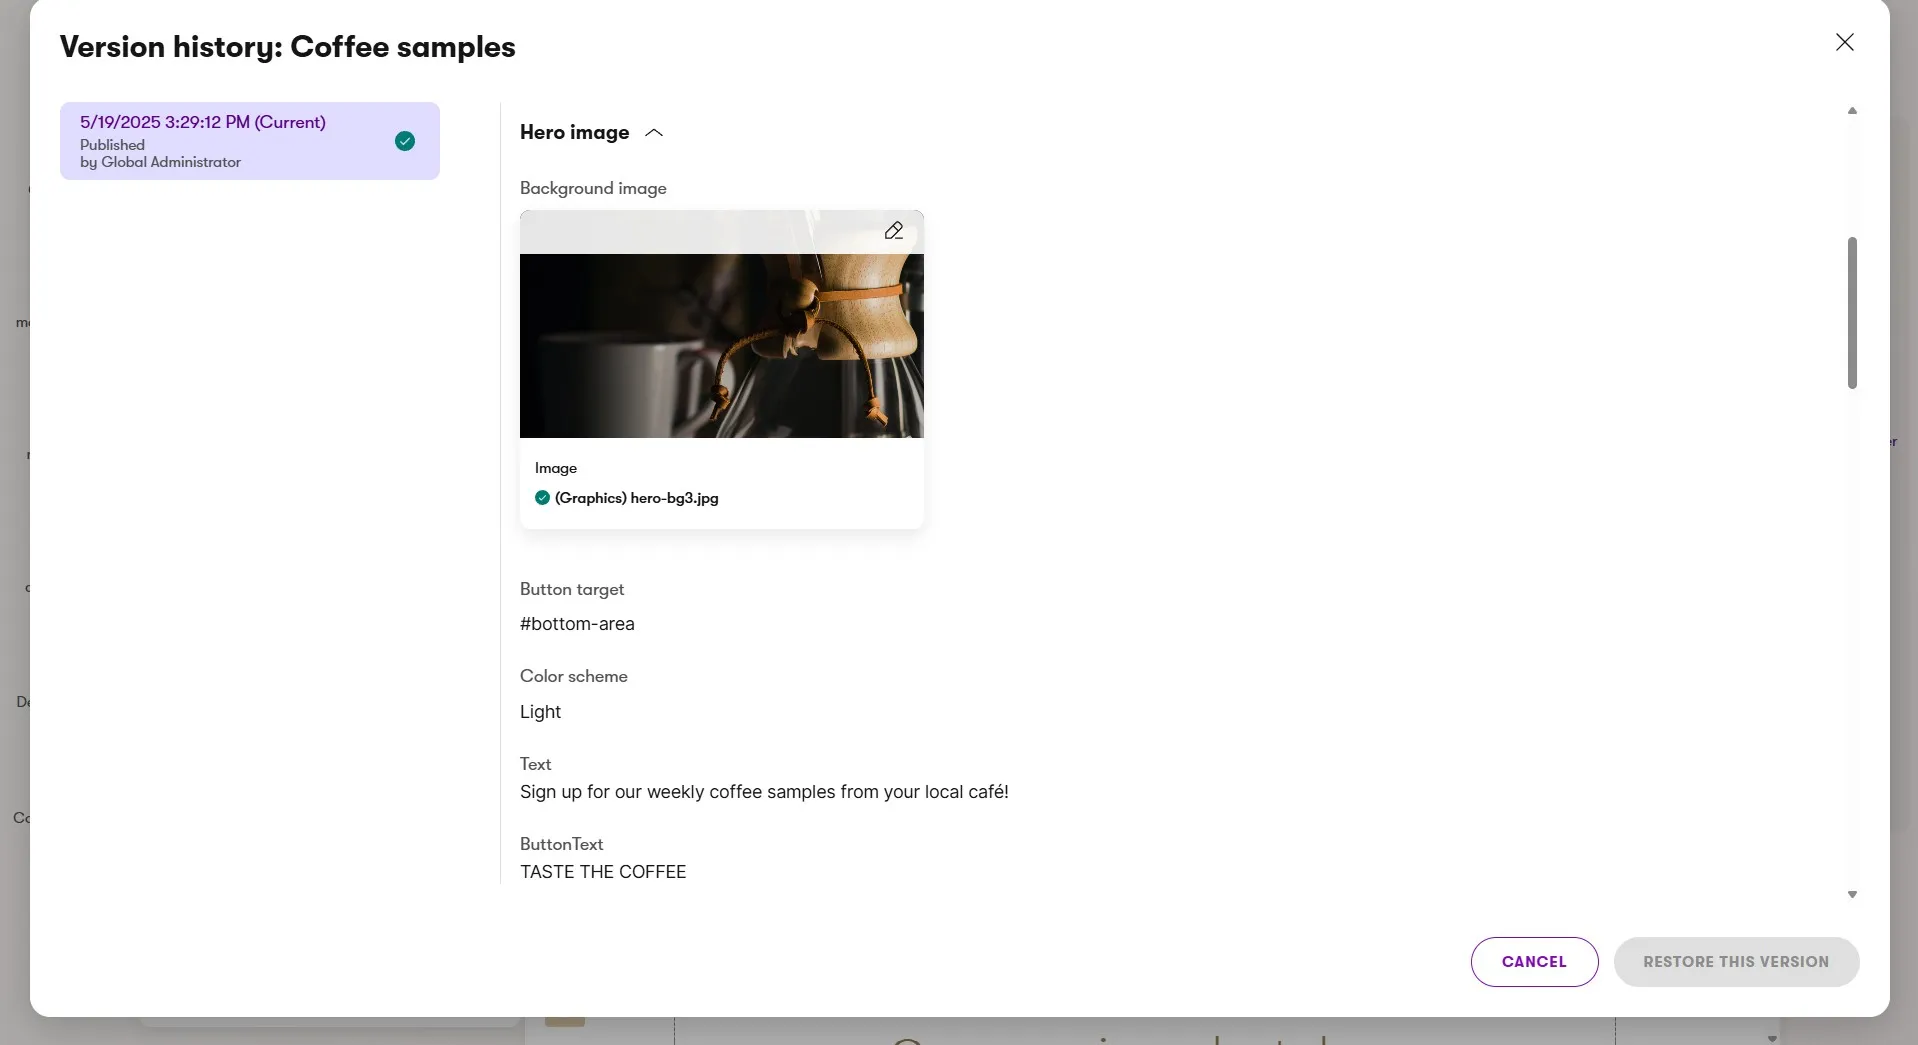 Version history: Coffee samples
5/19/2025 3:29:12 PM (Current)
Published
by Global Administrator
Hero image
Background image
Image
(Graphics) hero-bg3.jpg
Button target
#bottom-area
Color scheme
Light
Text
Sign up for our weekly coffee samples from your local café!
ButtonText
TASTE THE COFFEE
CANCEL
RESTORE THIS VERSION